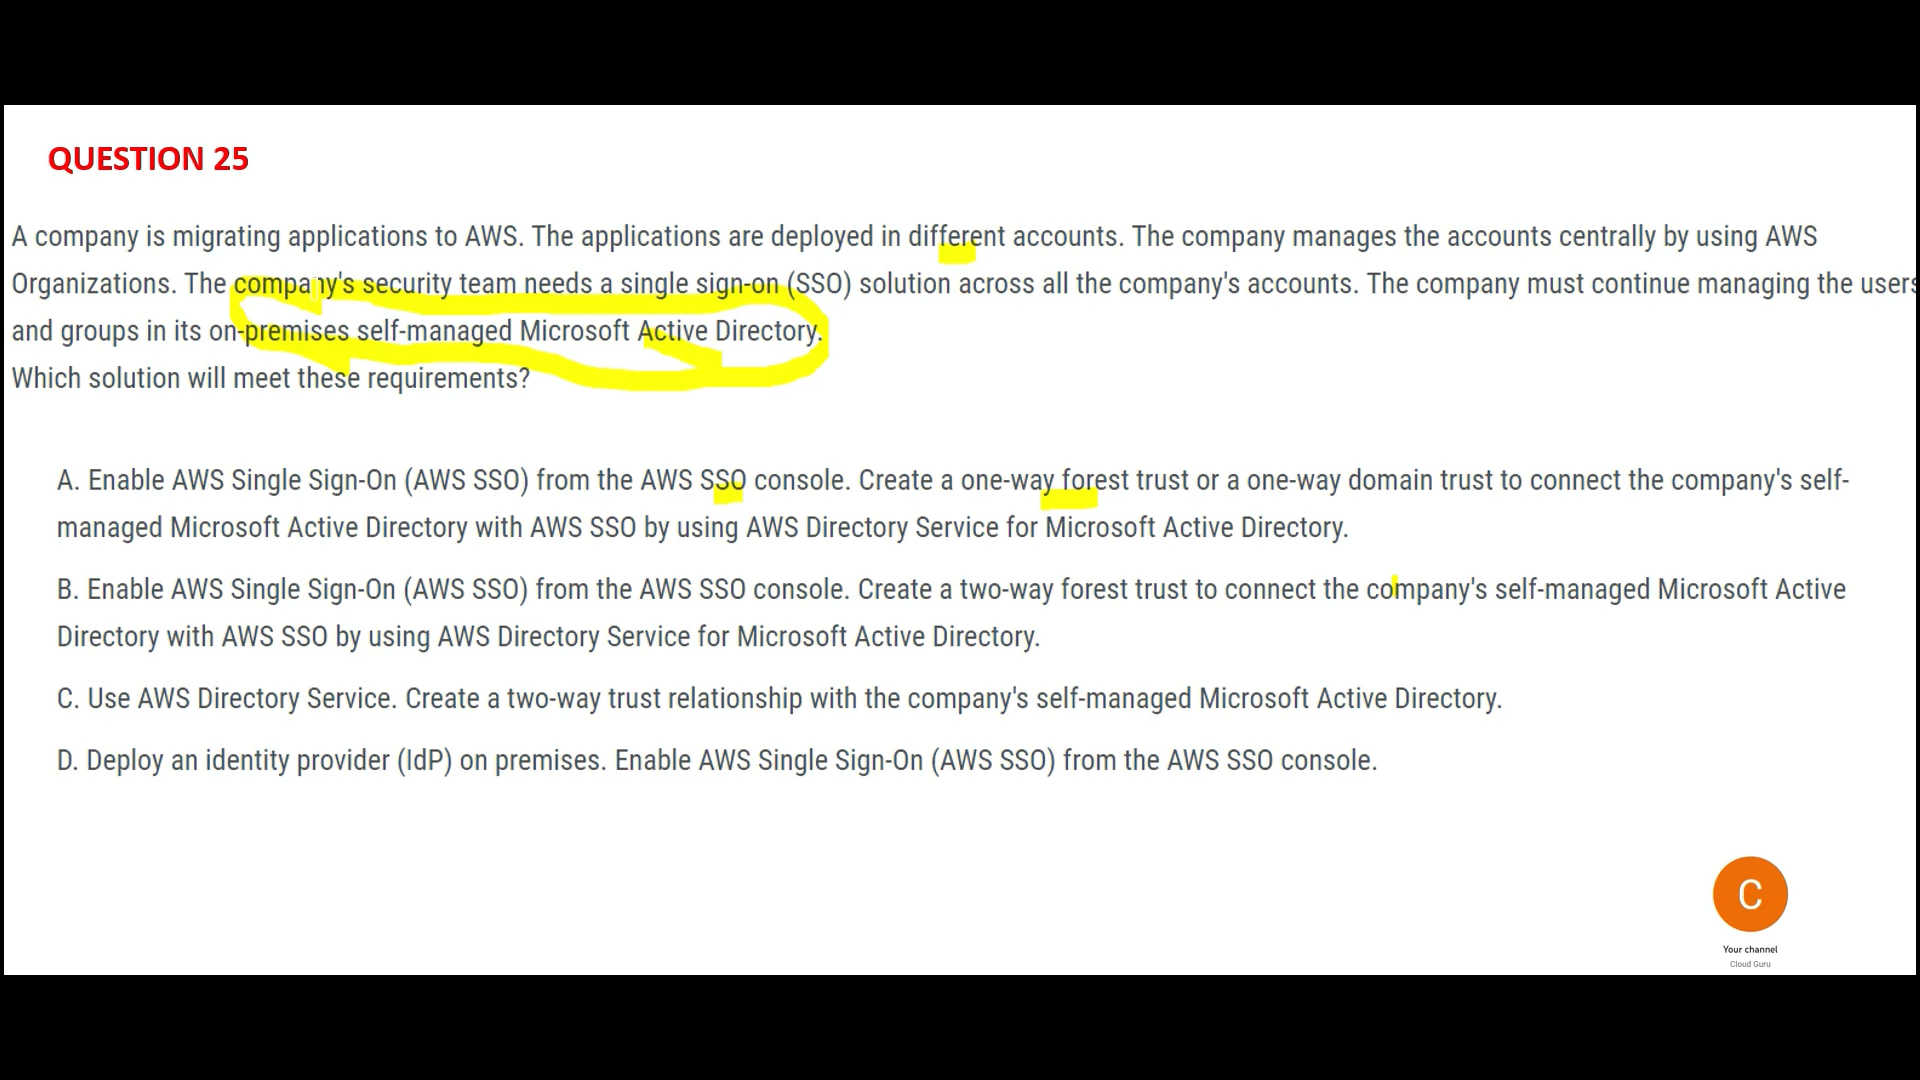 QUESTION 25
A company is migrating applications to AWS. The applications are deployed in different accounts. The company manages the accounts centrally by using AWS
Organizations. The company's security team needs a single sign-on (SSO) solution across all the company's accounts. The company must continue managing the users
and groups in its on-premises self-managed Microsoft Active Directory.
Which solution will meet these requirements?
A. Enable AWS Single Sign-On (AWS SSO) from the AWS SSO console. Create a one-way forest trust or a one-way domain trust to connect the company's self-
managed Microsoft Active Directory with AWS SSO by using AWS Directory Service for Microsoft Active Directory.
B. Enable AWS Single Sign-On (AWS SSO) from the AWS SSO console. Create a two-way forest trust to connect the company's self-managed Microsoft Active
Directory with AWS SSO by using AWS Directory Service for Microsoft Active Directory.
C. Use AWS Directory Service. Create a two-way trust relationship with the company's self-managed Microsoft Active Directory.
D. Deploy an identity provider (IdP) on premises. Enable AWS Single Sign-On (AWS SSO) from the AWS SSO console.
C
Your channel
Cloud Guru